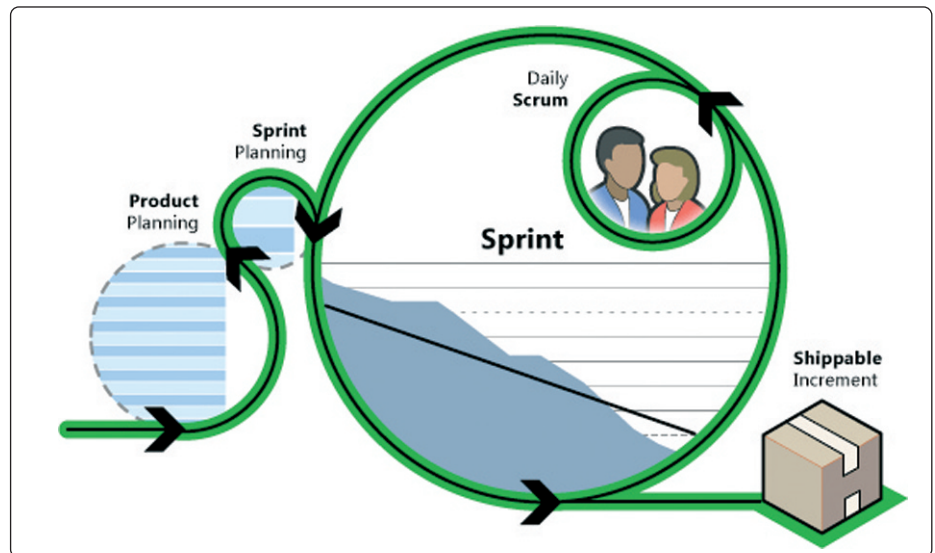 Daily
Scrum
Sprint
Planning
Product
Planning
Sprint
Shippable
Increment